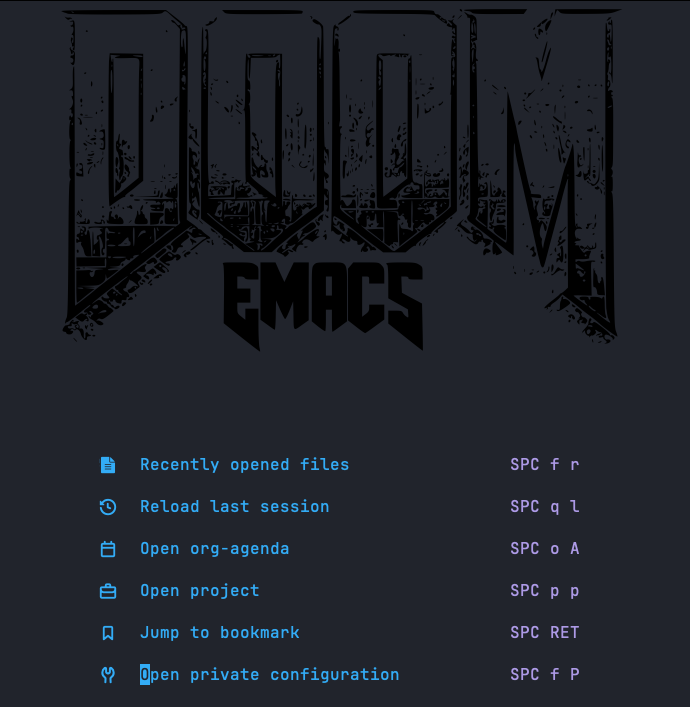 DOOM
EMACS
Recently opened files SPC f r
Reload last session SPC q l
Open org-agenda SPC o A
Open project SPC p p
Jump to bookmark SPC RET
Open private configuration SPC f P